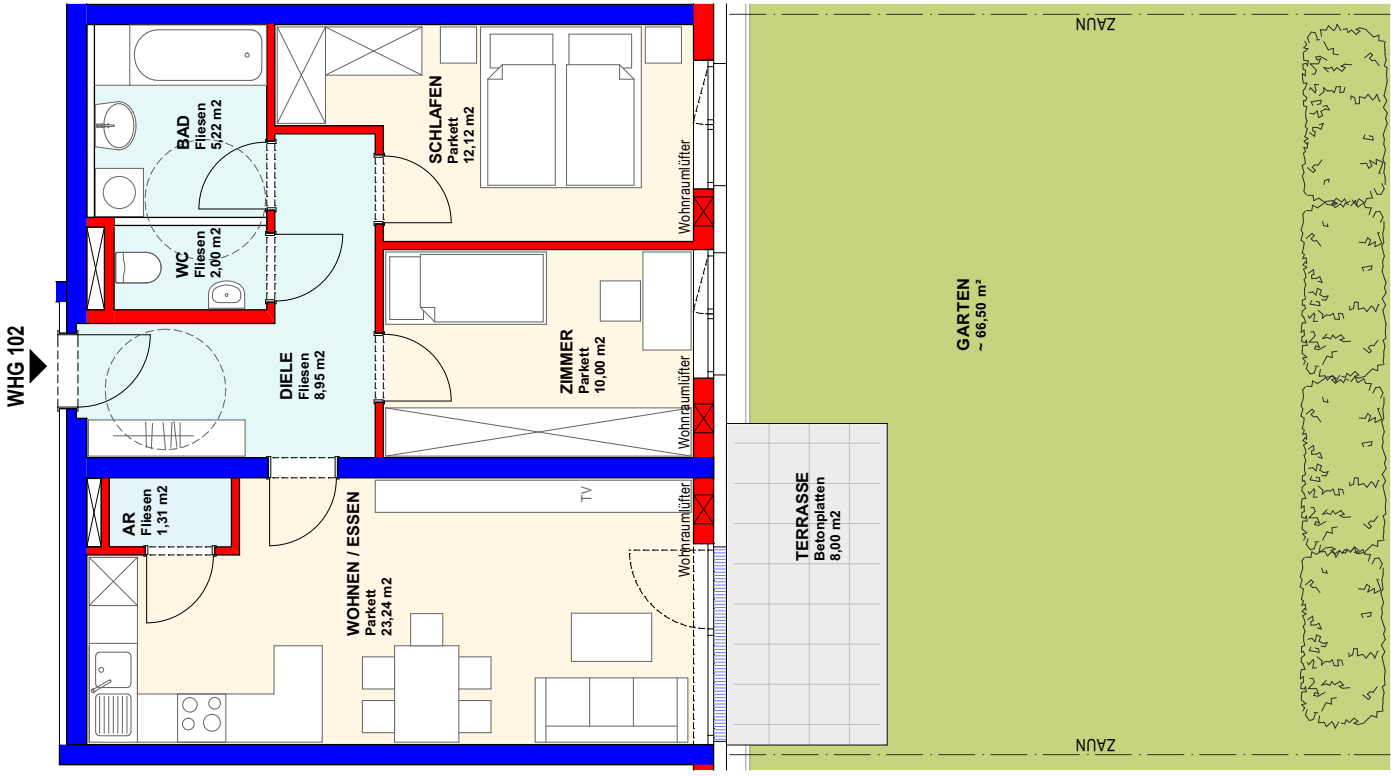 WHG 102
BAD
Fliesen
5,22 m2
SCHLAFEN
Parkett
12,12 m2
Wohnraumlüfter
WC
Fliesen
2,00 m2
DIELE
Fliesen
8,95 m2
ZIMMER
Parkett
10,00 m2
Wohnraumlüfter
AR
Fliesen
1,31 m2
WOHNEN / ESSEN
Parkett
23,24 m2
TV
Wohnraumlüfter
TERRASSE
Betonplatten
8,00 m2
GARTEN
~ 66,50 m²
ZAUN
ZAUN